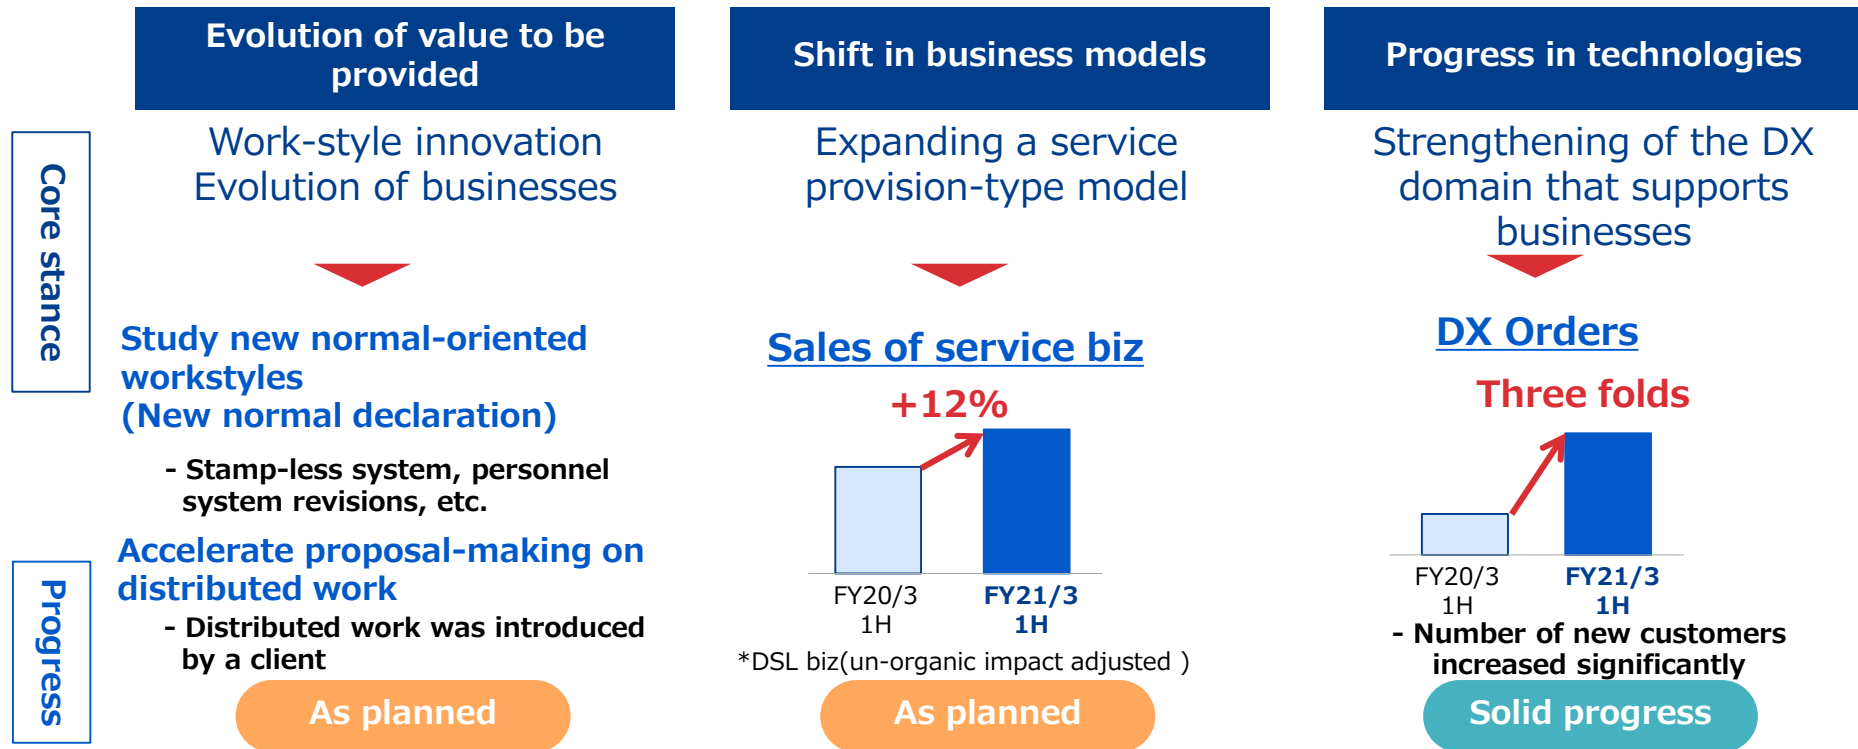 Evolution of value to be
provided
Shift in business models
Progress in technologies
Core stance
Work-style innovation
Evolution of businesses
Expanding a service
provision-type model
Strengthening of the DX
domain that supports
businesses
Progress
Study new normal-oriented
workstyles
(New normal declaration)
- Stamp-less system, personnel
system revisions, etc.
Accelerate proposal-making on
distributed work
- Distributed work was introduced
by a client
As planned
Sales of service biz
+12%
FY20/3
1H
FY21/3
1H
*DSL biz(un-organic impact adjusted )
As planned
DX Orders
Three folds
FY20/3
1H
FY21/3
1H
- Number of new customers
increased significantly
Solid progress